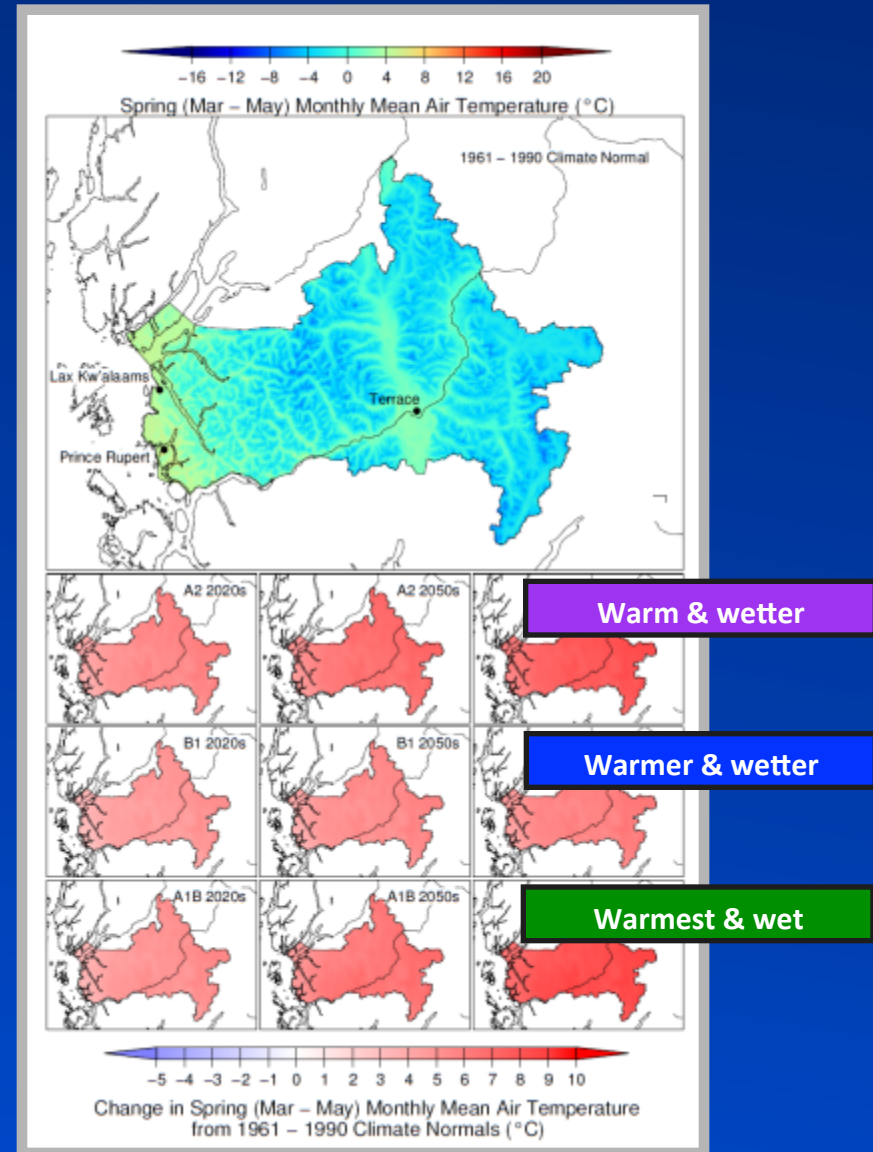 −16 −12 −8 −4 0 4 8 12 16 20
Spring (Mar – May) Monthly Mean Air Temperature (°C)
1961 – 1990 Climate Normal
Lax Kw'alaams
Terrace
Prince Rupert
A2 2020s
A2 2050s
Warm & wetter
B1 2020s
B1 2050s
Warmer & wetter
A1B 2020s
A1B 2050s
Warmest & wet
−5 −4 −3 −2 −1 0 1 2 3 4 5 6 7 8 9 10
Change in Spring (Mar – May) Monthly Mean Air Temperature
from 1961 – 1990 Climate Normals (°C)